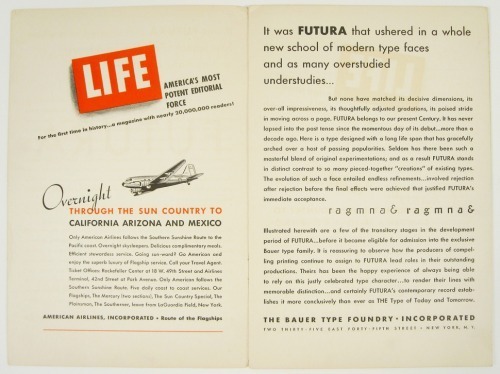 LIFE
AMERICA'S MOST
POTENT EDITORIAL
FORCE
For the first time in history...a magazine with nearly 20,000,000 readers!
Overnight
THROUGH THE SUN COUNTRY TO
CALIFORNIA ARIZONA AND MEXICO
Only American Airlines follows the Southern Sunshine Route to the
Pacific coast. Overnight skysleepers. Delicious complimentary meals.
Efficient stewardess service. Going sun-ward? Go American and
enjoy the superb luxury of Flagship service. Call your Travel Agent.
Ticket Offices: Rockefeller Center at 18 W. 49th Street and Airlines
Terminal, 42nd Street at Park Avenue. Only American follows the
Southern Sunshine Route. Five daily coast to coast services. Our
Flagships, The Mercury (two sections), The Sun Country Special, The
Plainsman, The Southerner, leave from LaGuardia Field, New York.
AMERICAN AIRLINES, INCORPORATED • Route of the Flagships
It was FUTURA that ushered in a whole
new school of modern type faces
and as many overstudied
understudies...
But none have matched its decisive dimensions, its
over-all impressiveness, its thoughtfully adjusted gradations, its poised stride
in moving across a page. FUTURA belongs to our present Century. It has never
lapsed into the past tense since the momentous day of its debut...more than a
decade ago. Here is a type designed with a long life span that has gracefully
arched over a host of passing popularities. Seldom has there been such a
masterful blend of original experimentations; and as a result FUTURA stands
in distinct contrast to so many pieced-together "creations" of existing types.
The evolution of such a face entailed endless refinements...involved rejection
after rejection before the final effects were achieved that justified FUTURA'S
immediate acceptance.
ragmna& ragmna&
Illustrated herewith are a few of the transitory stages in the development
period of FUTURA...before it became eligible for admission into the exclusive
Bauer type family. It is reassuring to observe how the producers of compel-
ling printing continue to assign to FUTURA lead roles in their outstanding
productions. Theirs has been the happy experience of always being able
to rely on this justly celebrated type character...to render their lines with
memorable distinction...and certainly FUTURA'S contemporary record estab-
lishes it more conclusively than ever as THE Type of Today and Tomorrow.
THE BAUER TYPE FOUNDRY • INCORPORATED
TWO THIRTY-FIVE EAST FORTY-FIFTH STREET • NEW YORK, N.Y.